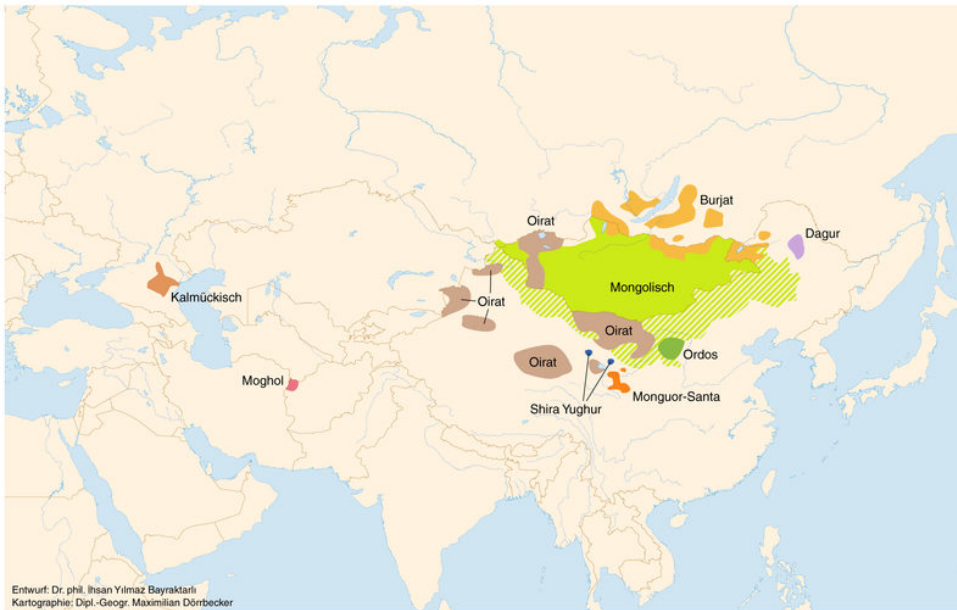 Burjat
Oirat
Dagur
Kalmückisch
Mongolisch
Oirat
Oirat
Ordos
Oirat
Moghol
Monguor-Santa
Shira Yughur
Entwurf: Dr. phil. İhsan Yılmaz Bayraktarlı
Kartographie: Dipl.-Geogr. Maximilian Dörrbecker